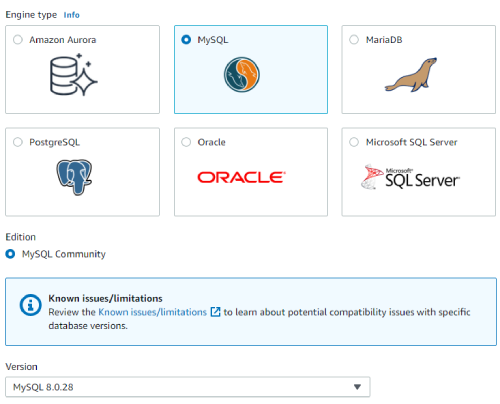 Engine type Info
Amazon Aurora
MySQL
MariaDB
PostgreSQL
Oracle
Microsoft SQL Server
ORACLE
Microsoft
SQL Server
Edition
MySQL Community
Known issues/limitations
Review the Known issues/limitations to learn about potential compatibility issues with specific
database versions.
Version
MySQL 8.0.28